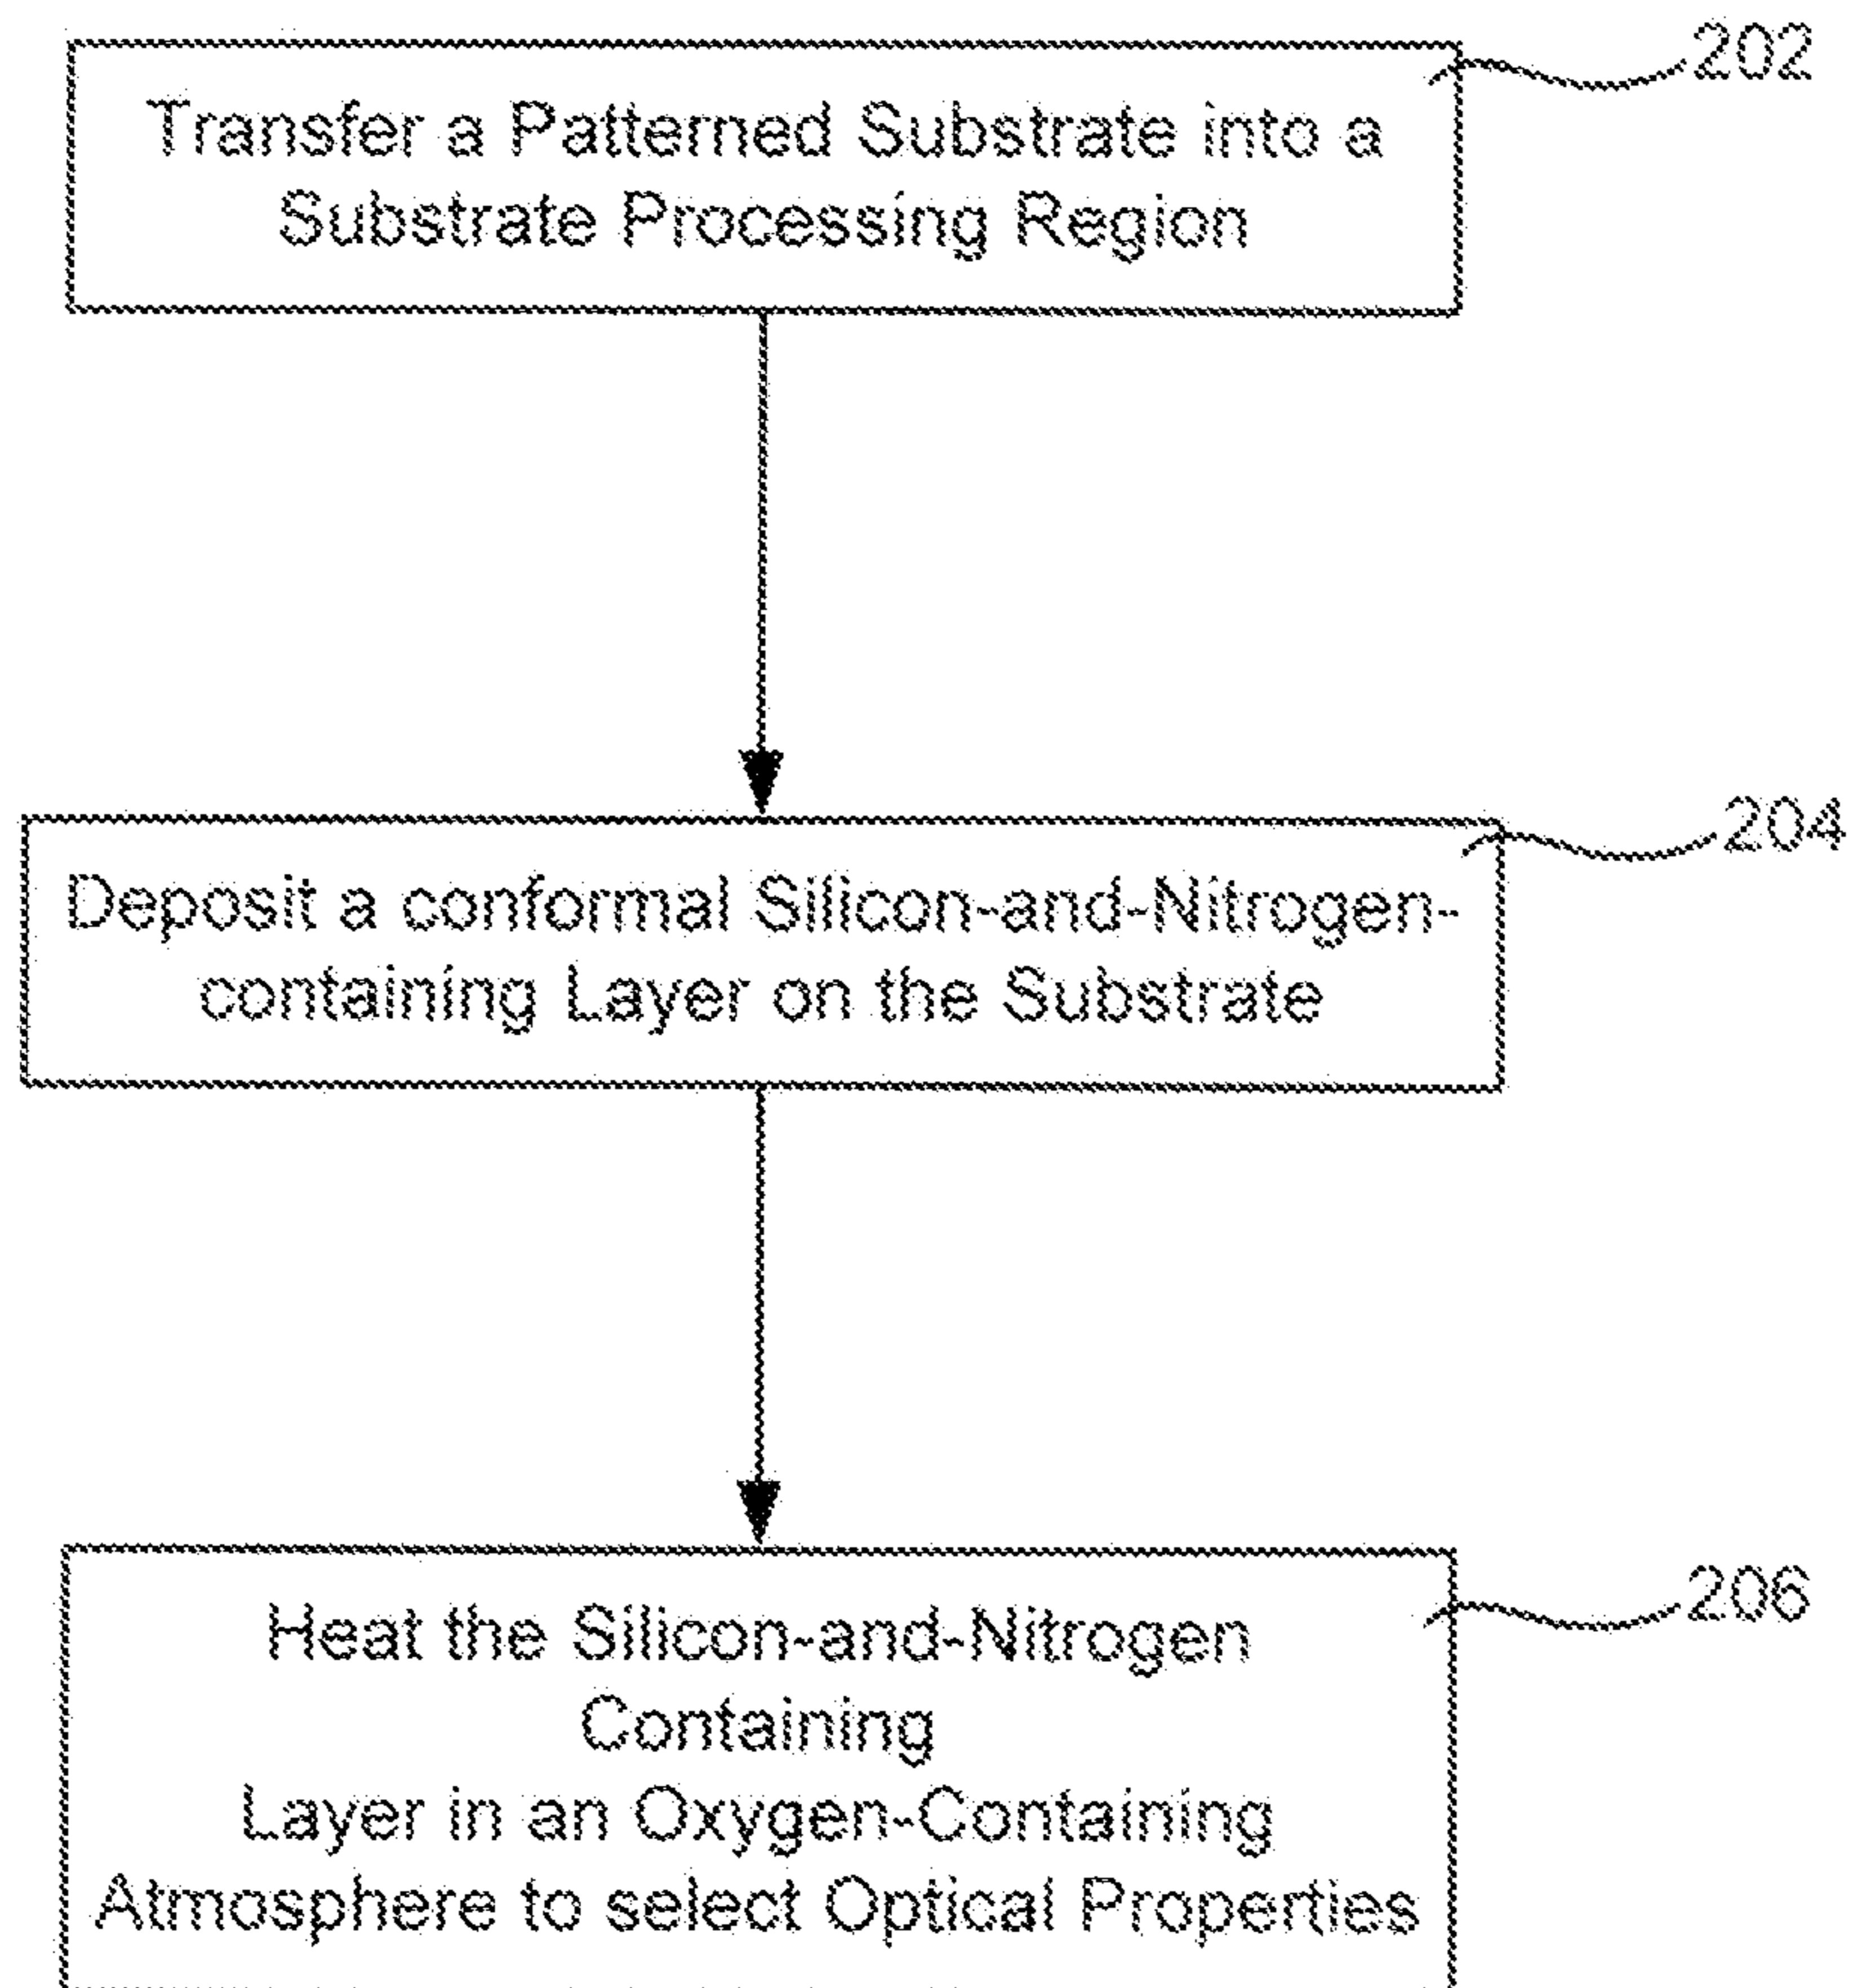 202
Transfer a Patterned Substrate into a
Substrate Processing Region
204
Deposit a conformal Silicon-and-Nitrogen-
containing Layer on the Substrate
206
Heat the Silicon-and-Nitrogen
Containing
Layer in an Oxygen-Containing
Atmosphere to select Optical Properties